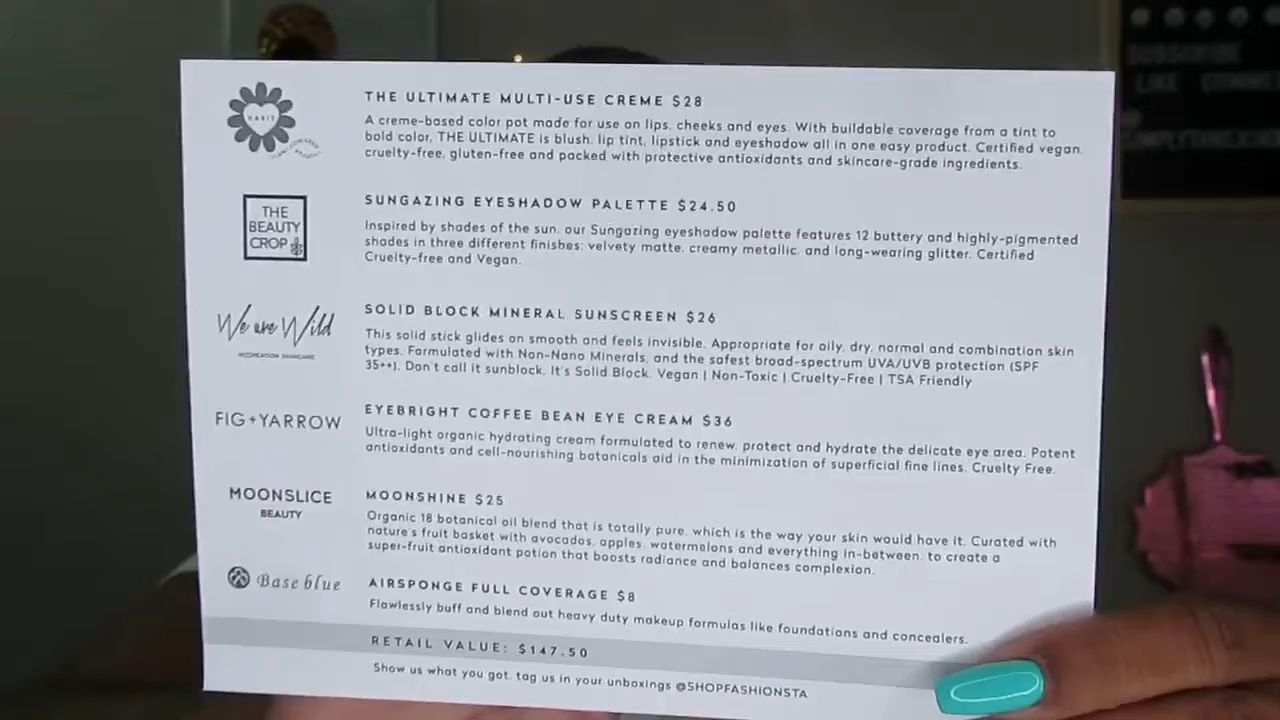 SUBSCRIBE
LIKE
HABIT
THE ULTIMATE MULTI-USE CREME $28
A creme-based color pot made for use on lips, cheeks and eyes. With buildable coverage from a tint to
bold color, THE ULTIMATE is blush, lip tint, lipstick and eyeshadow all in one easy product. Certified vegan,
cruelty-free, gluten-free and packed with protective antioxidants and skincare-grade ingredients.
THE
BEAUTY
CROP
SUNGAZING EYESHADOW PALETTE $24.50
Inspired by shades of the sun, our Sungazing eyeshadow palette features 12 buttery and highly-pigmented
shades in three different finishes: velvety matte, creamy metallic, and long-wearing glitter. Certified
Cruelty-free and Vegan.
We are Wild
SOLID BLOCK MINERAL SUNSCREEN $26
This solid stick glides on smooth and feels invisible. Appropriate for oily, dry, normal and combination skin
types. Formulated with Non-Nano Minerals, and the safest broad-spectrum UVA/UVB protection (SPF
35++). Don't call it sunblock. It's Solid Block. Vegan | Non-Toxic | Cruelty-Free | TSA Friendly
FIG+YARROW
EYEBRIGHT COFFEE BEAN EYE CREAM $36
Ultra-light organic hydrating cream formulated to renew, protect and hydrate the delicate eye area. Potent
antioxidants and cell-nourishing botanicals aid in the minimization of superficial fine lines. Cruelty Free.
MOONSLICE
BEAUTY
MOONSHINE $25
Organic 18 botanical oil blend that is totally pure, which is the way your skin would have it. Curated with
nature's fruit basket with avocados, apples, watermelons and everything in-between, to create a
super-fruit antioxidant potion that boosts radiance and balances complexion.
Base blue
AIRSPONGE FULL COVERAGE $8
Flawlessly buff and blend out heavy duty makeup formulas like foundations and concealers.
RETAIL VALUE: $147.50
Show us what you got, tag us in your unboxings @SHOPFASHIONSTA